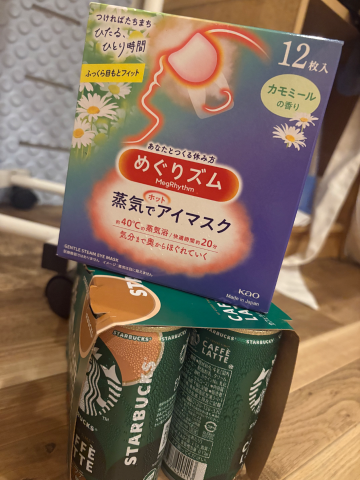 つければたちまち
ひたる、
ひとり時間
ふっくら目もとフィット
12枚入
カモミール
の香り
あなたとつくる休み方
めぐりズム
MegRhythm
蒸気でホットアイマスク
約40℃の蒸気浴/快適時間約20分
気分まで奥からほぐれていく
GENTLE STEAM EYE MASK
Kao
Made in Japan
STARBUCKS
STARBUCKS
STARBUCKS
STARBUCKS
CAFFÈ
LATTE
CAFFÈ
LATTE